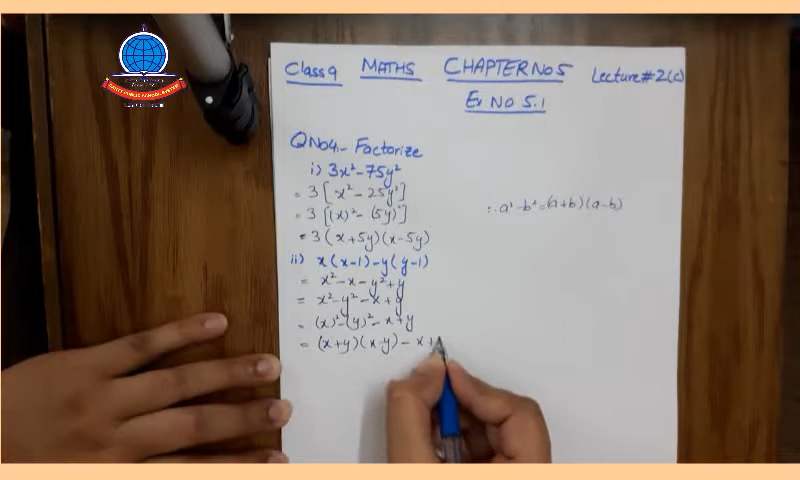 Class 9 MATHS CHAPTER No 5 Lecture # 2(c)
Ex No 5.1
Q No 4:- Factorize
i) 3x² - 75y²
= 3[x² - 25y²]
= 3[(x)² - (5y)²] ∵ a² - b² = (a+b)(a-b)
= 3(x+5y)(x-5y)
ii) x(x-1) - y(y-1)
= x² - x - y² + y
= x² - y² - x + y
= (x)² - (y)² - x + y
= (x+y)(x-y) - x +